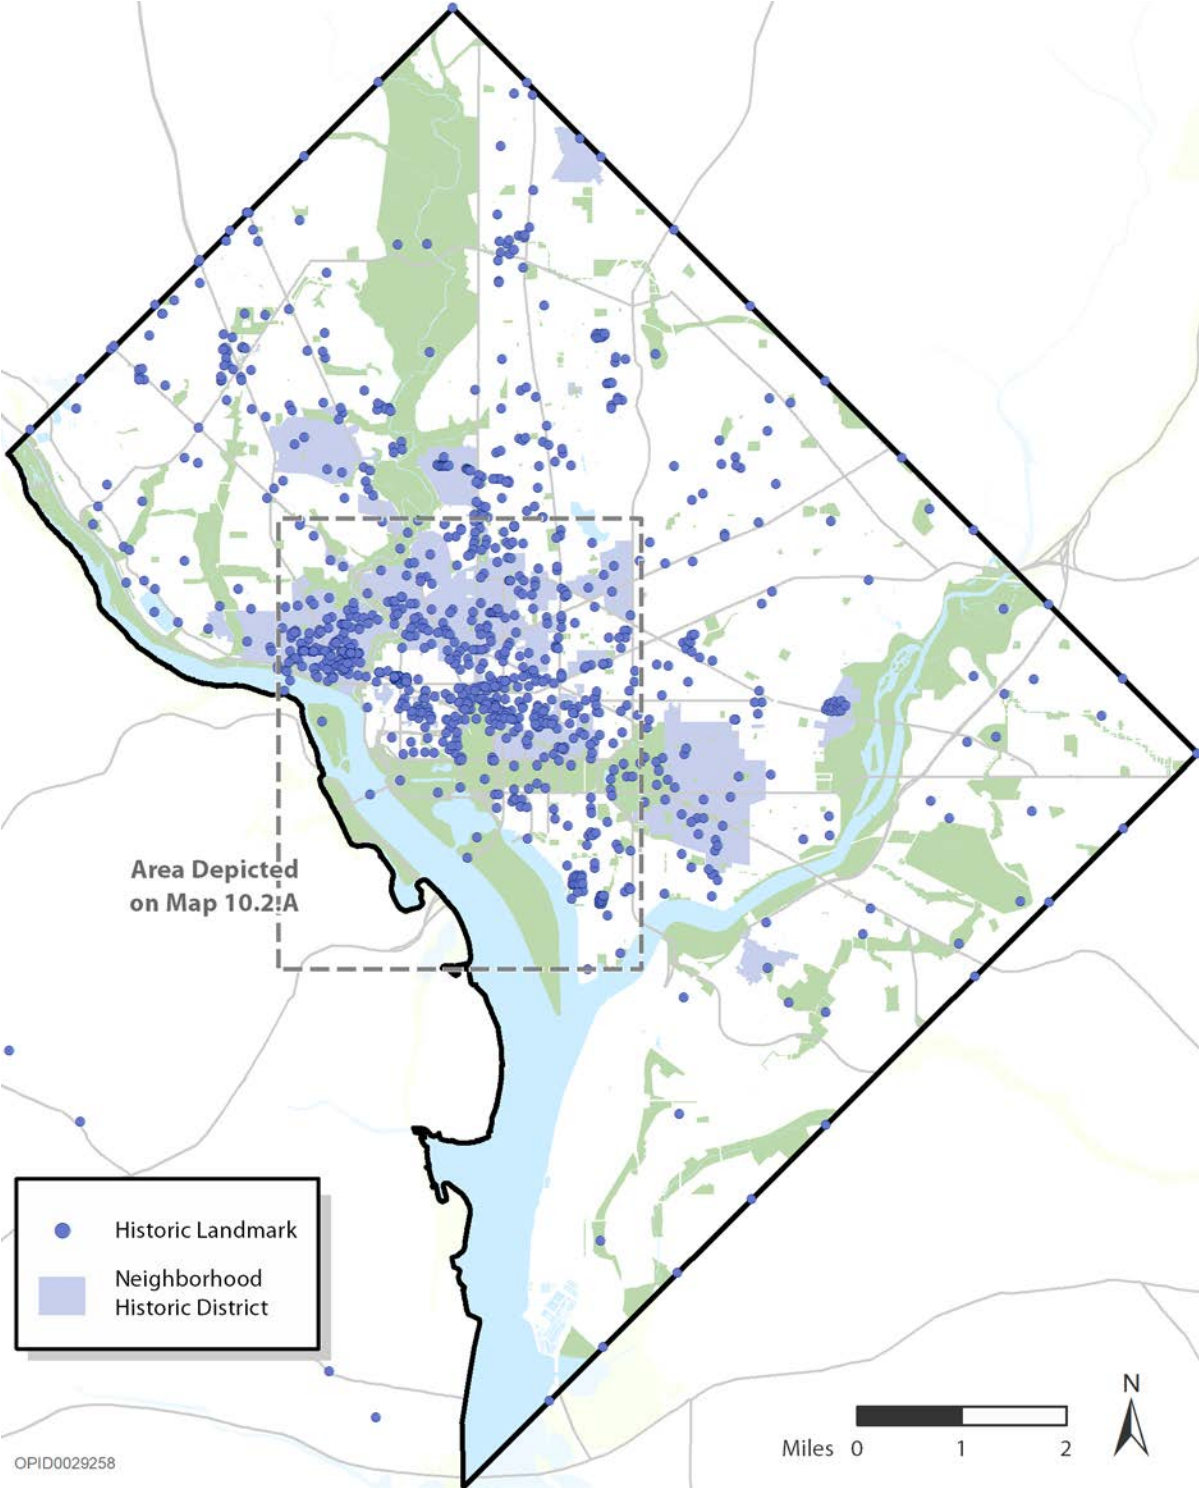 Area Depicted
on Map 10.2.A
Historic Landmark
Neighborhood
Historic District
N
Miles 0 1 2
OPID0029258